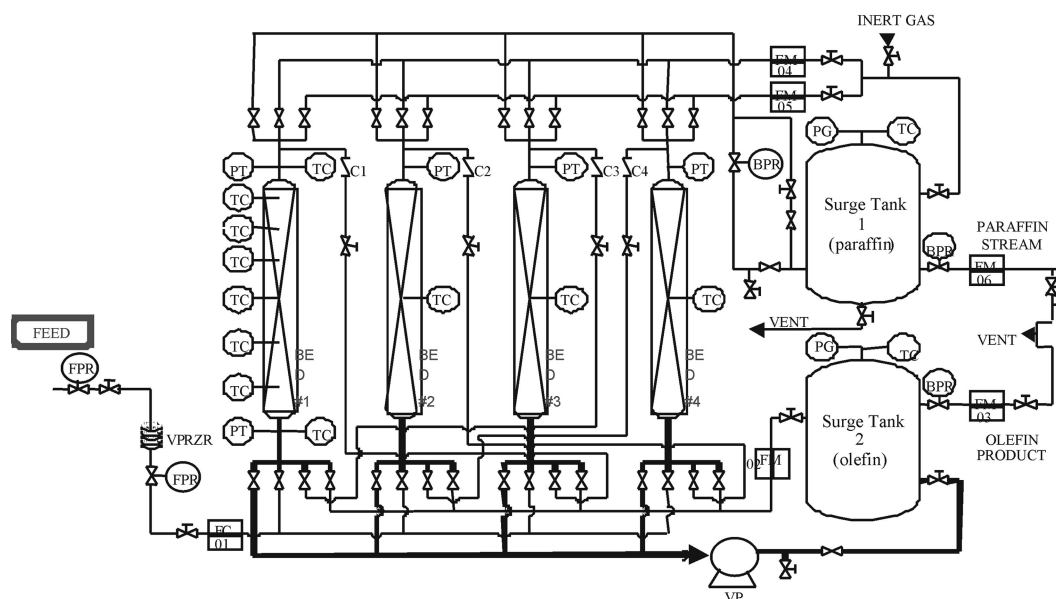 INERT GAS
FM
04
FM
05
PG
TC
PT
TC
C1
PT
C2
PT
C3
C4
PT
BPR
TC
TC
TC
TC
TC
TC
TC
TC
TC
Surge Tank
1
(paraffin)
PARAFFIN
STREAM
BPR
FM
06
VENT
VENT
FEED
FPR
VPRZR
FPR
FC
01
BE
D
#1
BE
D
#2
BE
D
#3
BE
D
#4
PT
TC
PG
TC
BPR
FM
03
OLEFIN
PRODUCT
Surge Tank
2
(olefin)
FM
02
VP